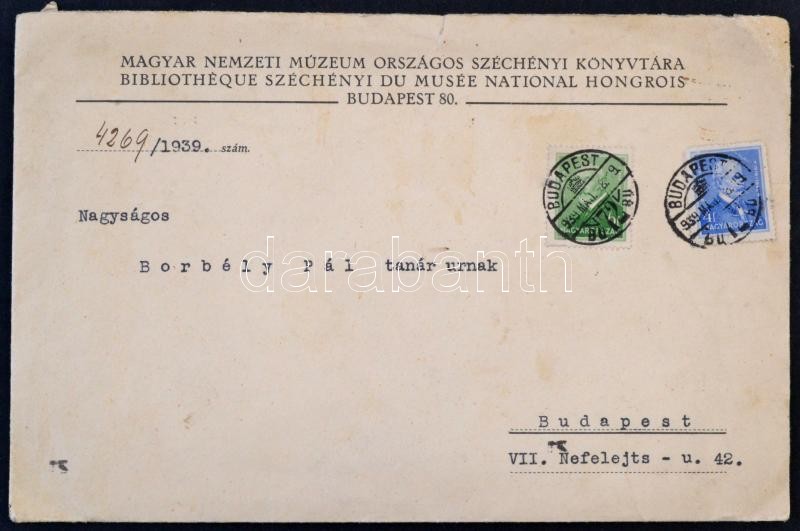 MAGYAR NEMZETI MÚZEUM ORSZÁGOS SZÉCHÉNYI KÖNYVTÁRA
BIBLIOTHÈQUE SZÉCHÉNYI DU MUSÉE NATIONAL HONGROIS
BUDAPEST 80.
4269/1939. szám.
BUDAPEST
BUDAPEST
Nagyságos
Borbély Pál tanár urnak
darabanth
Budapest
VII. Nefelejts - u. 42.